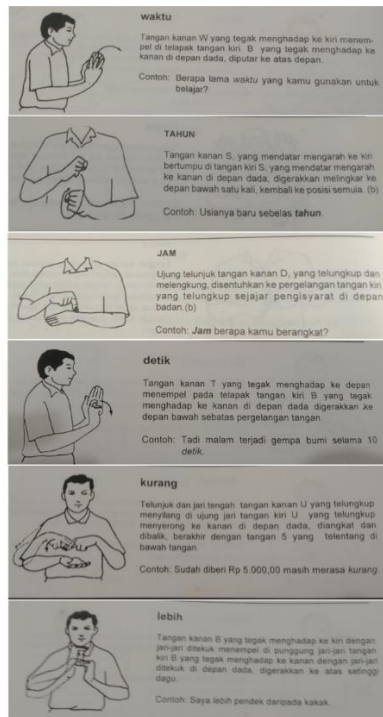 waktu
Tangan kanan W yang tegak menghadap ke kiri menem-
pel di telapak tangan kiri B yang tegak menghadap ke
kanan di depan dada, diputar ke atas depan.
Contoh: Berapa lama waktu yang kamu gunakan untuk
belajar?
TAHUN
Tangan kanan S, yang mendatar mengarah ke kiri
bertumpu di tangan kiri S, yang mendatar mengarah
ke kanan di depan dada, digerakkan melingkar ke
depan bawah satu kali, kembali ke posisi semula. (b)
Contoh: Usianya baru sebelas tahun.
JAM
Ujung telunjuk tangan kanan D, yang telungkup dan
melengkung, disentuhkan ke pergelangan tangan kiri
yang telungkup sejajar pengisyarat di depan
badan.(b)
Contoh: Jam berapa kamu berangkat?
detik
Tangan kanan T yang tegak menghadap ke depan
menempel pada telapak tangan kiri B yang tegak
menghadap ke kanan di depan dada digerakkan ke
depan bawah sebatas pergelangan tangan.
Contoh: Tadi malam terjadi gempa bumi selama 10
detik.
kurang
Telunjuk dan jari tengah tangan kanan U yang telungkup
menyilang di ujung jari tangan kiri U yang telungkup
menyerong ke kanan di depan dada, diangkat dan
dibalik, berakhir dengan tangan 5 yang telentang di
bawah tangan.
Contoh: Sudah diberi Rp 5.000,00 masih merasa kurang.
lebih
Tangan kanan B yang tegak menghadap ke kiri dengan
jari-jari ditekuk menempel di punggung jari-jari tangan
kiri B yang tegak menghadap ke kanan dengan jari-jari
ditekuk di depan dada, digerakkan ke atas setinggi
dagu.
Contoh: Saya lebih pendek daripada kakak.